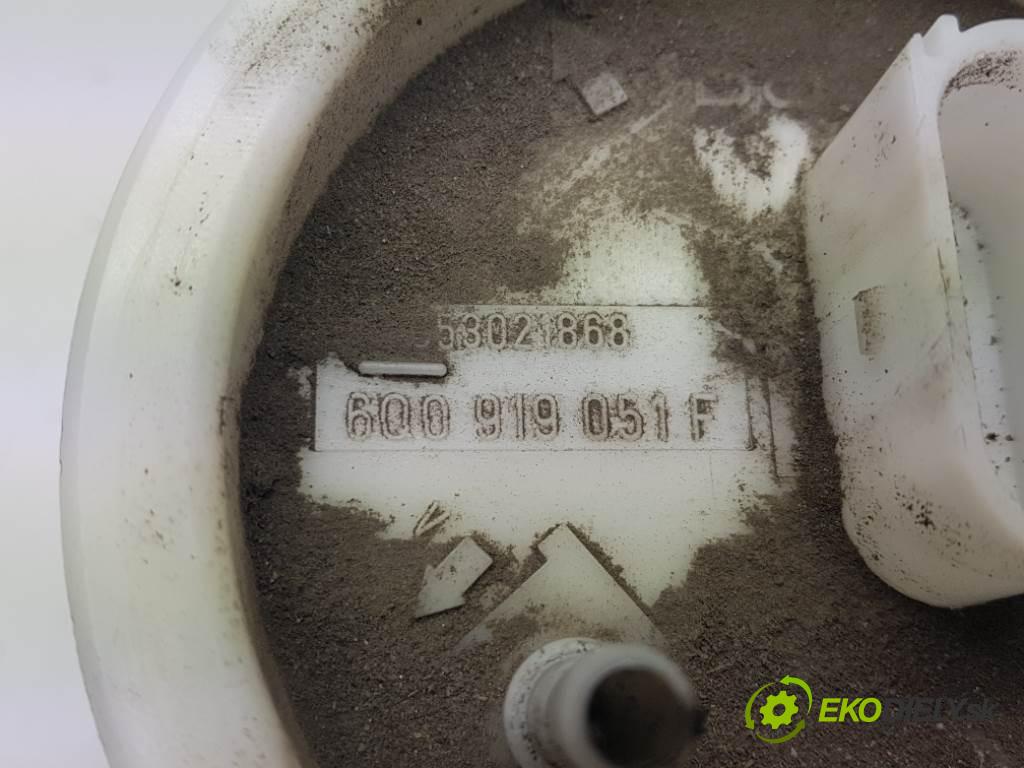 53021868
6Q0 919 051 F
V
EKODIELY.sk